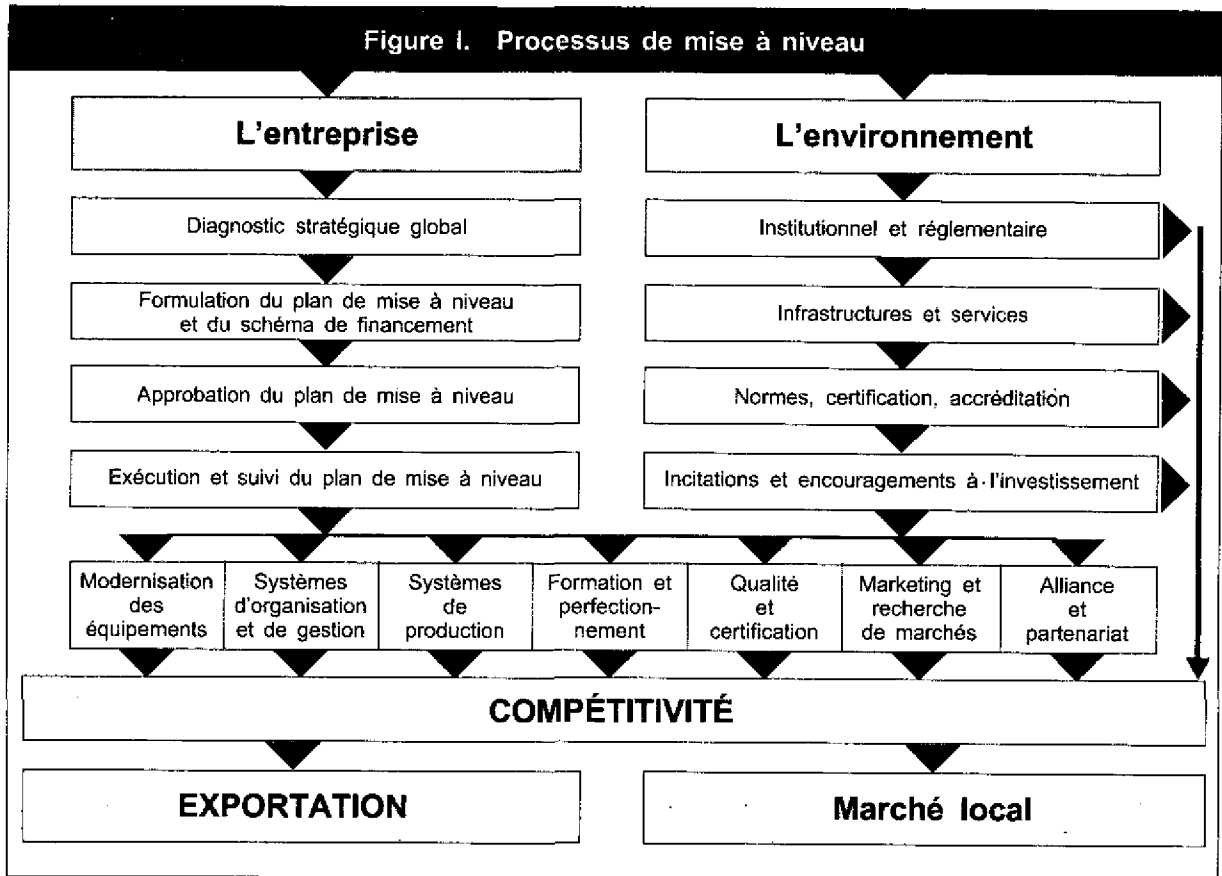 Figure I. Processus de mise à niveau
L'entreprise
Diagnostic stratégique global
Formulation du plan de mise à niveau
et du schéma de financement
Approbation du plan de mise à niveau
Exécution et suivi du plan de mise à niveau
L'environnement
Institutionnel et réglementaire
Infrastructures et services
Normes, certification, accréditation
Incitations et encouragements à l'investissement
Modernisation
des
équipements
Systèmes
d'organisation
et de gestion
Systèmes
de
production
Formation et
perfection-
nement
Qualité
et
certification
Marketing et
recherche
de marchés
Alliance
et
partenariat
COMPÉTITIVITÉ
EXPORTATION
Marché local